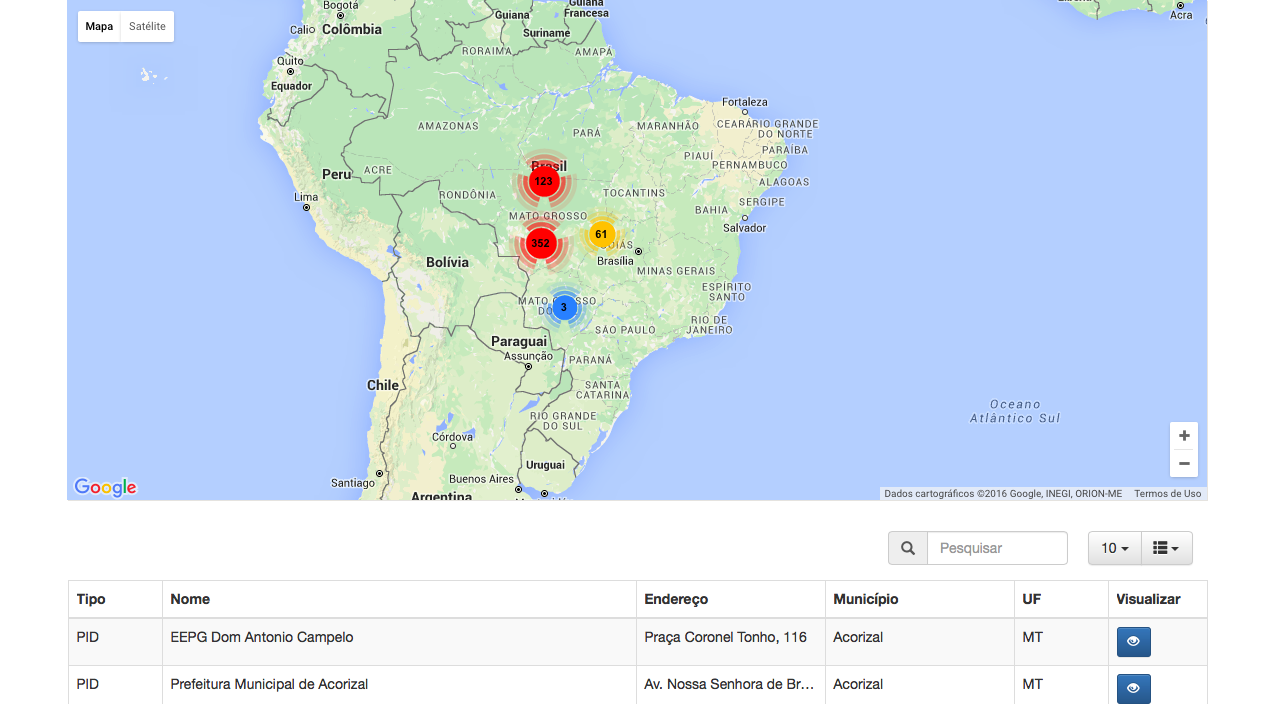 Bogotá
Guiana
Guiana
Francesa
Mapa
Satélite
Calio
Colômbia
Suriname
Acra
RORAIMA
AMAPÁ
Quito
Equador
Fortaleza
AMAZONAS
PARÁ
MARANHÃO
CEARÁ
RIO GRANDE
DO NORTE
PARAÍBA
PIAUÍ
PERNAMBUCO
Brasil
Peru
ACRE
123
ALAGOAS
RONDÔNIA
TOCANTINS
SERGIPE
Lima
MATO GROSSO
BAHIA
Salvador
352
61
GOIÁS
Brasília
Bolívia
MINAS GERAIS
ESPÍRITO
SANTO
MATO GROSSO
DO
3
SÃO PAULO
RIO DE
JANEIRO
Paraguai
Assunção
PARANÁ
Chile
SANTA
CATARINA
RIO GRANDE
DO SUL
Oceano
Atlântico Sul
Córdova
Uruguai
Santiago
Buenos Aires
Argentina
Google
Dados cartográficos ©2016 Google, INEGI, ORION-ME Termos de Uso
Pesquisar 10
Tipo Nome Endereço Município UF Visualizar
PID EEPG Dom Antonio Campelo Praça Coronel Tonho, 116 Acorizal MT
PID Prefeitura Municipal de Acorizal Av. Nossa Senhora de Br... Acorizal MT